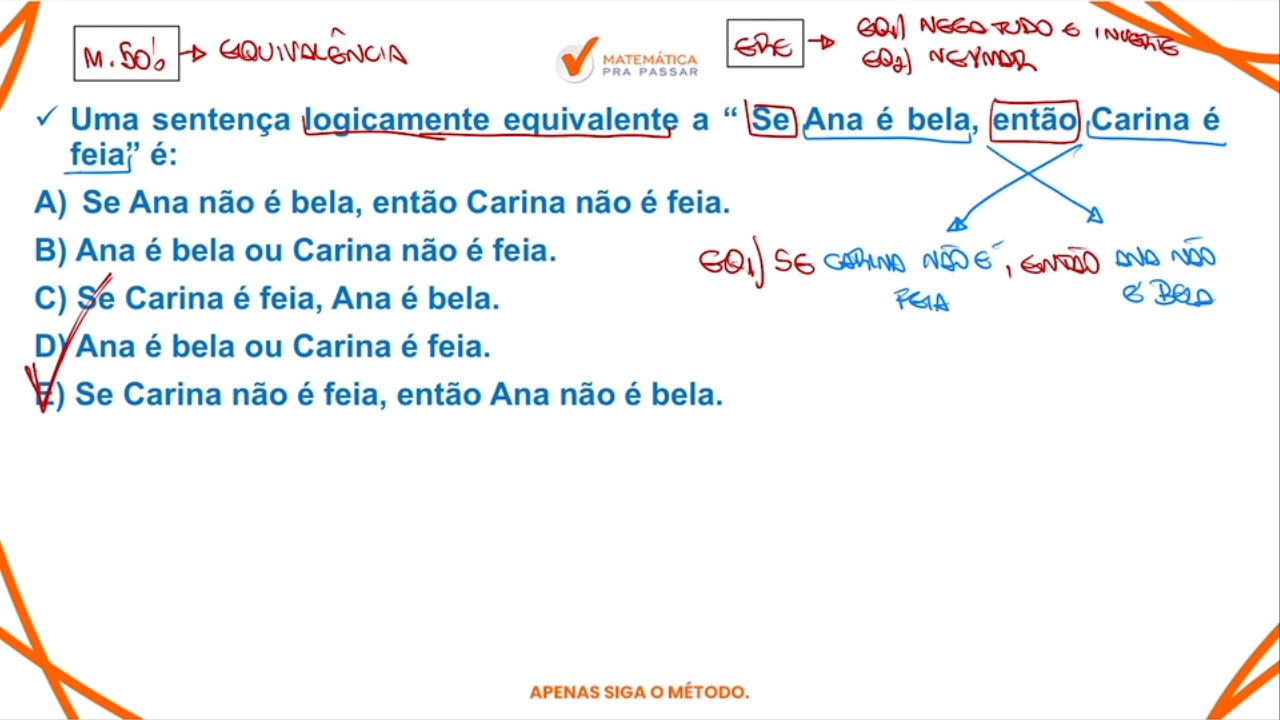 M. SÓ! → EQUIVALÊNCIA
MATEMÁTICA
PRA PASSAR
EQ1) NEGO TUDO E INVERTE
EQ2) NEYMAR
✓ Uma sentença logicamente equivalente a “ Se Ana é bela, então Carina é
feia” é:
A) Se Ana não é bela, então Carina não é feia.
B) Ana é bela ou Carina não é feia.
C) Se Carina é feia, Ana é bela.
D) Ana é bela ou Carina é feia.
E) Se Carina não é feia, então Ana não é bela.
EQ1) SE CARINA NÃO É, ENTÃO ANA NÃO
FEIA É BELA
APENAS SIGA O MÉTODO.